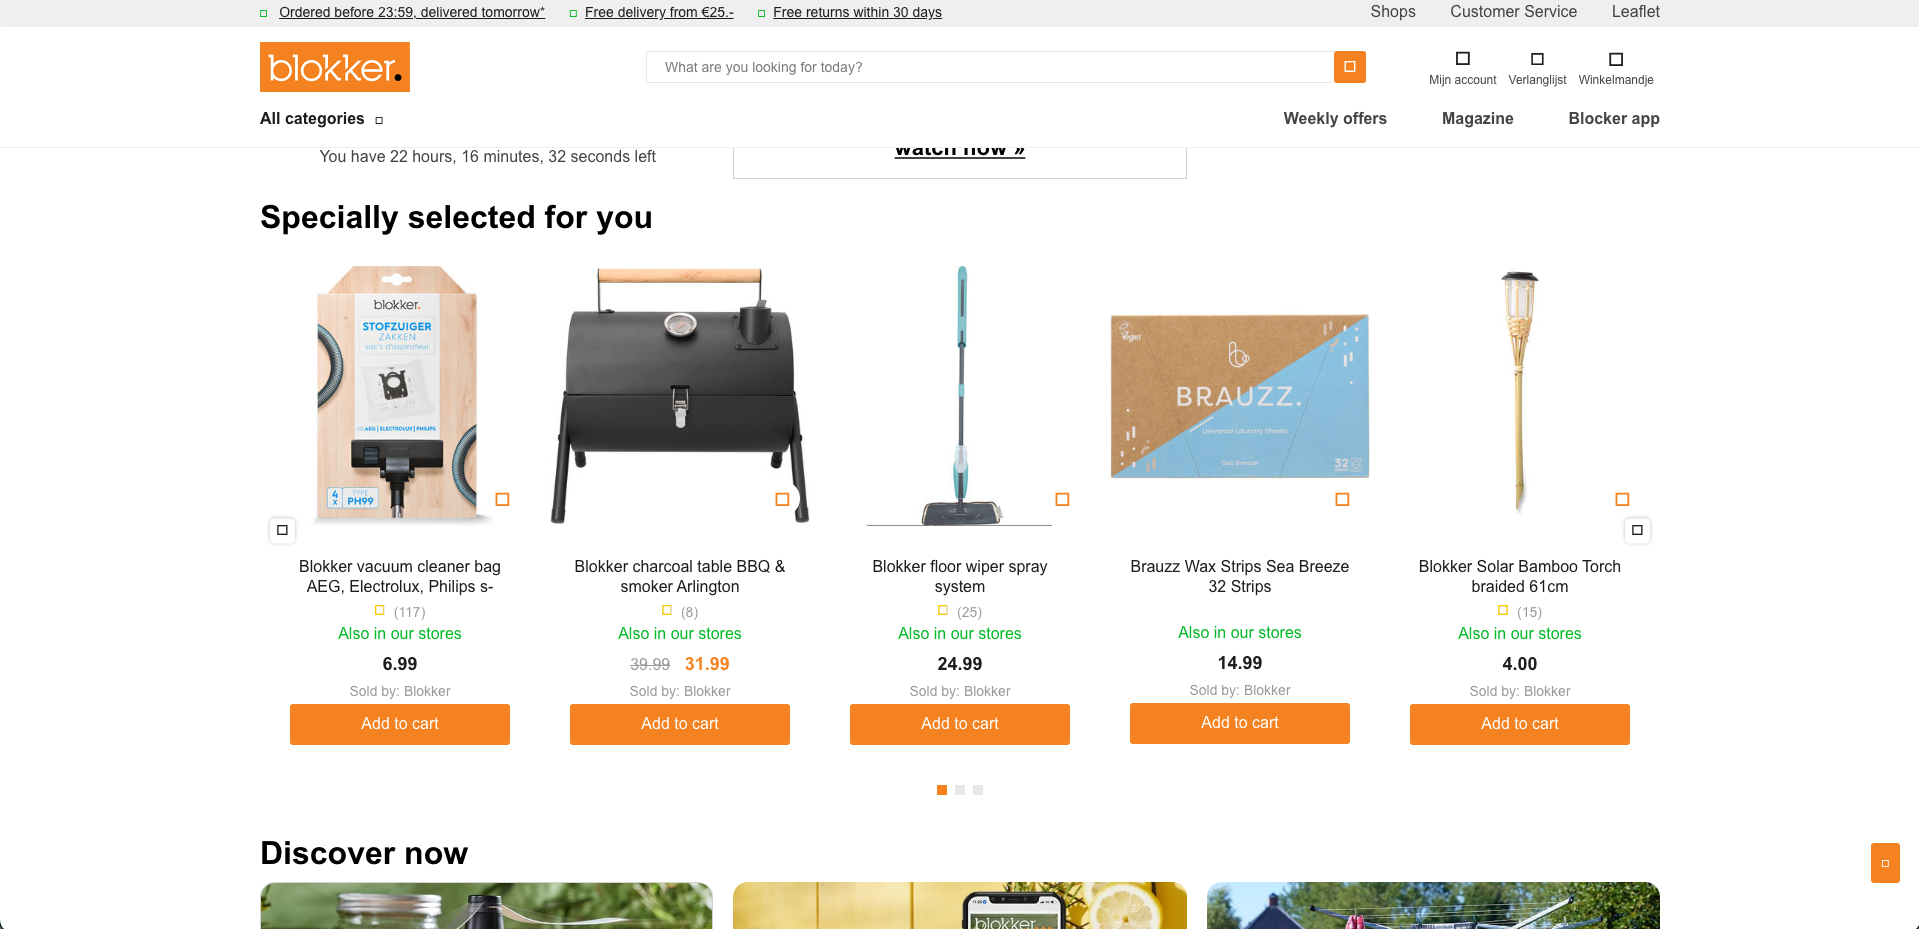 Ordered before 23:59, delivered tomorrow*
Free delivery from €25.-
Free returns within 30 days
Shops
Customer Service
Leaflet
blokker.
What are you looking for today?
Mijn account
Verlanglijst
Winkelmandje
All categories
Weekly offers
Magazine
Blocker app
You have 22 hours, 16 minutes, 32 seconds left
watch now »
Specially selected for you
blokker.
STOFZUIGER
ZAKKEN
sac's d'aspirateur
AEG | ELECTROLUX | PHILIPS
4x
TYPE
PH99
vegan
BRAUZZ.
Universal Laundry Sheets
Sea Breeze
32
Blokker vacuum cleaner bag
AEG, Electrolux, Philips s-
(117)
Also in our stores
6.99
Sold by: Blokker
Add to cart
Blokker charcoal table BBQ &
smoker Arlington
(8)
Also in our stores
39.99 31.99
Sold by: Blokker
Add to cart
Blokker floor wiper spray
system
(25)
Also in our stores
24.99
Sold by: Blokker
Add to cart
Brauzz Wax Strips Sea Breeze
32 Strips
Also in our stores
14.99
Sold by: Blokker
Add to cart
Blokker Solar Bamboo Torch
braided 61cm
(15)
Also in our stores
4.00
Sold by: Blokker
Add to cart
Discover now
blokker